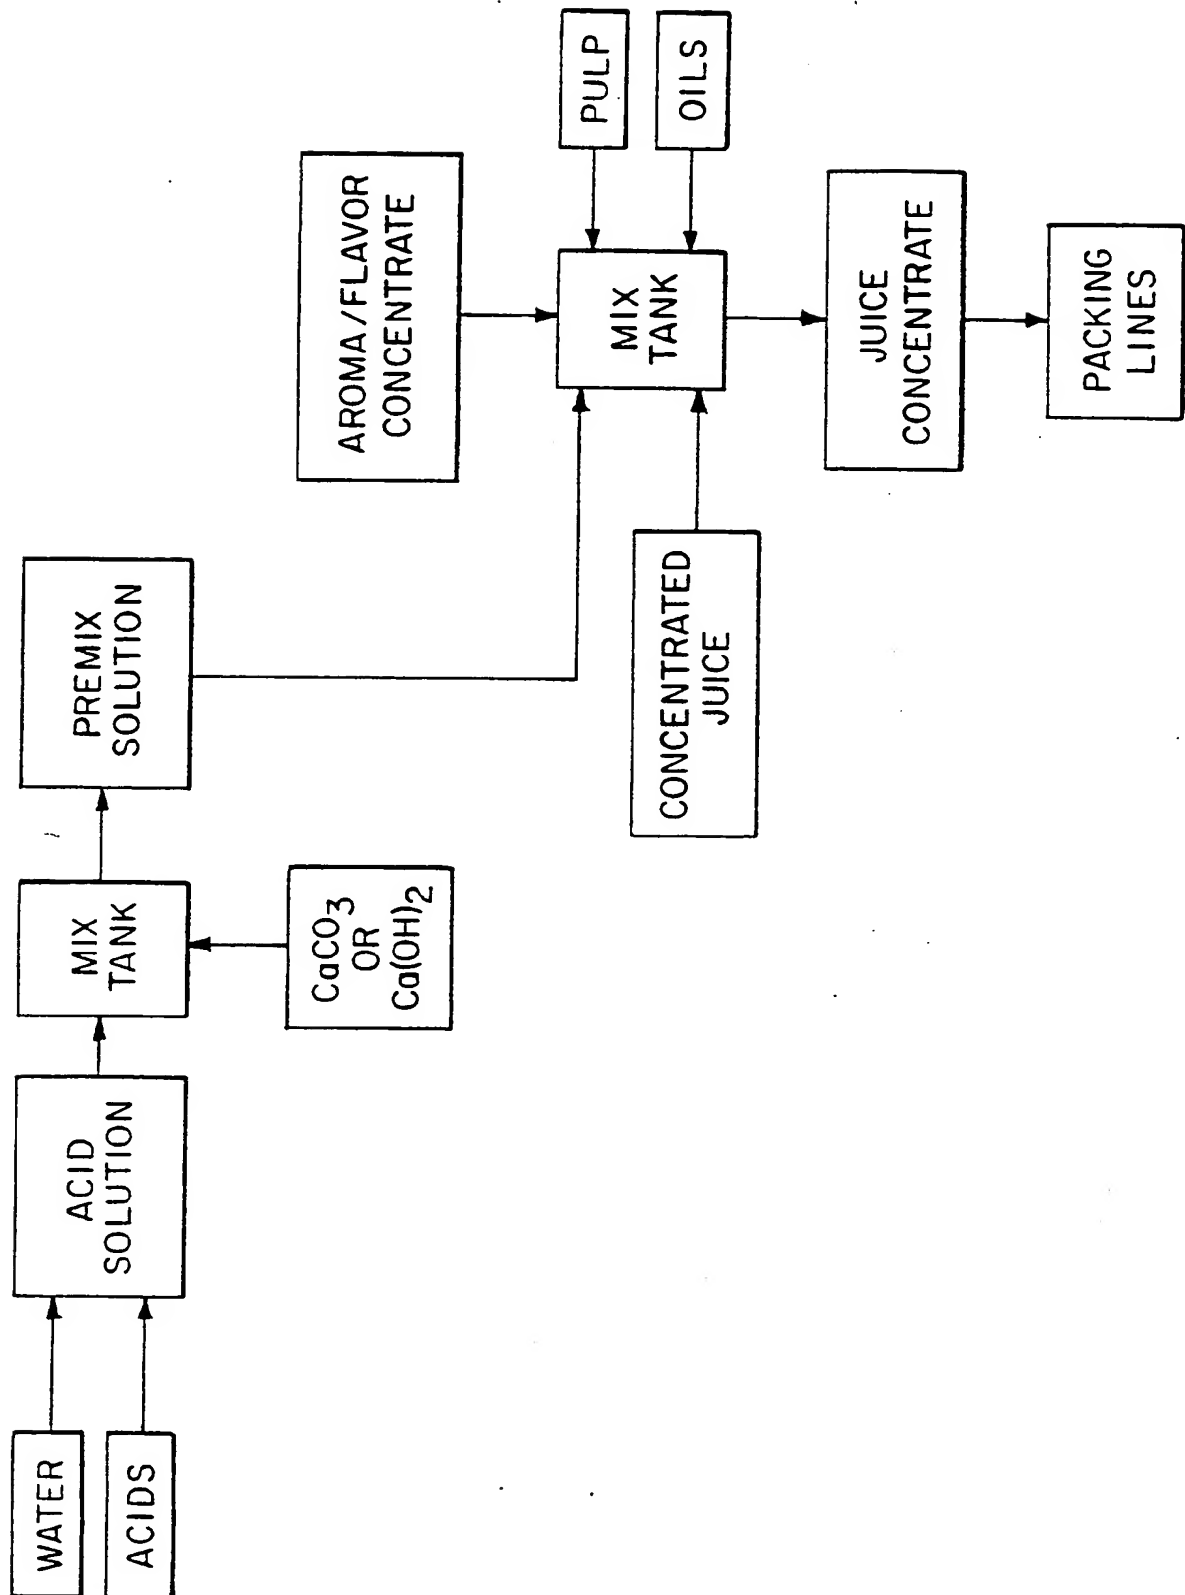 WATER
ACIDS
ACID
SOLUTION
MIX
TANK
CaCO3
OR
Ca(OH)2
PREMIX
SOLUTION
AROMA/FLAVOR
CONCENTRATE
PULP
OILS
MIX
TANK
CONCENTRATED
JUICE
JUICE
CONCENTRATE
PACKING
LINES